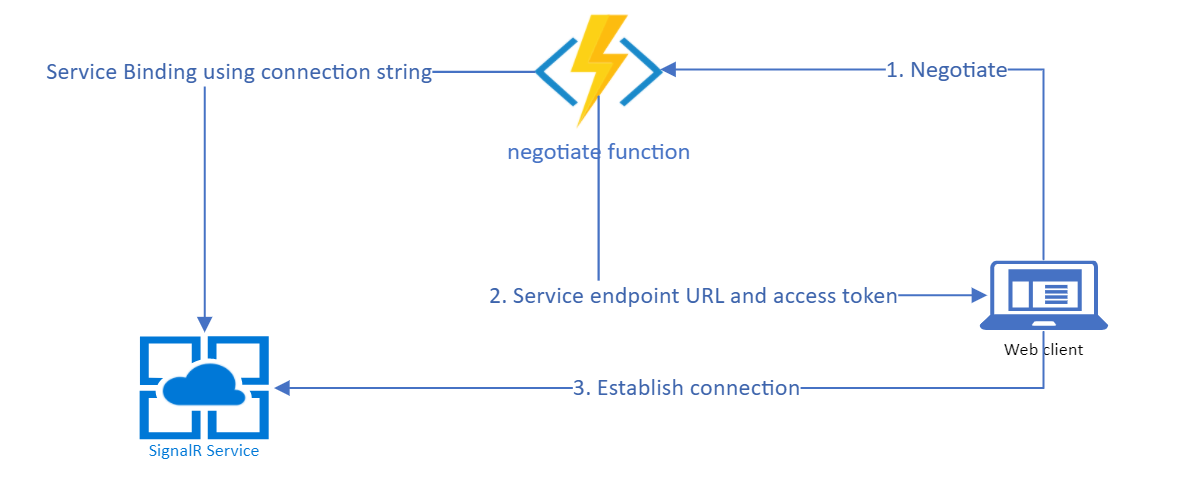 Service Binding using connection string
1. Negotiate
negotiate function
2. Service endpoint URL and access token
Web client
3. Establish connection
SignalR Service